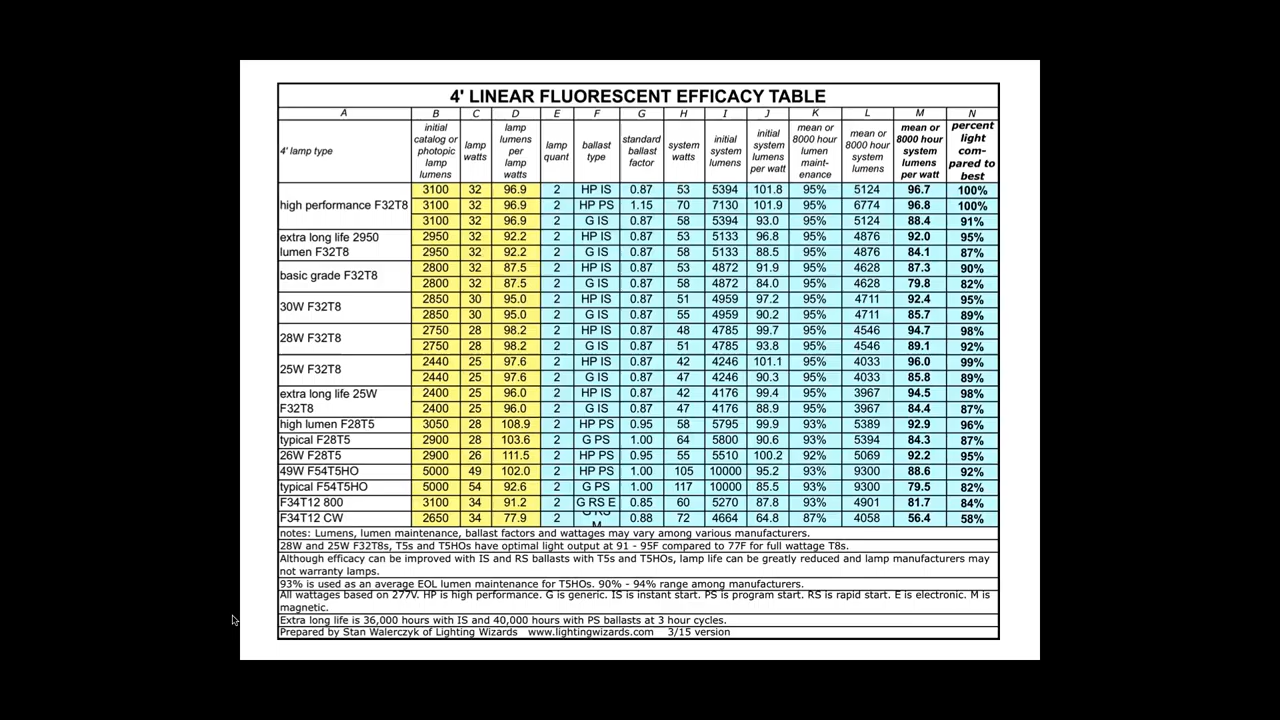 4' LINEAR FLUORESCENT EFFICACY TABLE
A B C D E F G H I J K L M N
4' lamp type
initial catalog or photopic lamp lumens
lamp watts
lamp lumens per lamp watts
lamp quant
ballast type
standard ballast factor
system watts
initial system lumens
initial system lumens per watt
mean or 8000 hour lumen maint- enance
mean or 8000 hour system lumens
mean or 8000 hour system lumens per watt
percent light com- pared to best
high performance F32T8
3100 32 96.9 2 HP IS 0.87 53 5394 101.8 95% 5124 96.7 100%
3100 32 96.9 2 HP PS 1.15 70 7130 101.9 95% 6774 96.8 100%
3100 32 96.9 2 G IS 0.87 58 5394 93.0 95% 5124 88.4 91%
extra long life 2950
lumen F32T8
2950 32 92.2 2 HP IS 0.87 53 5133 96.8 95% 4876 92.0 95%
2950 32 92.2 2 G IS 0.87 58 5133 88.5 95% 4876 84.1 87%
basic grade F32T8
2800 32 87.5 2 HP IS 0.87 53 4872 91.9 95% 4628 87.3 90%
2800 32 87.5 2 G IS 0.87 58 4872 84.0 95% 4628 79.8 82%
30W F32T8
2850 30 95.0 2 HP IS 0.87 51 4959 97.2 95% 4711 92.4 95%
2850 30 95.0 2 G IS 0.87 55 4959 90.2 95% 4711 85.7 89%
28W F32T8
2750 28 98.2 2 HP IS 0.87 48 4785 99.7 95% 4546 94.7 98%
2750 28 98.2 2 G IS 0.87 51 4785 93.8 95% 4546 89.1 92%
25W F32T8
2440 25 97.6 2 HP IS 0.87 42 4246 101.1 95% 4033 96.0 99%
2440 25 97.6 2 G IS 0.87 47 4246 90.3 95% 4033 85.8 89%
extra long life 25W
F32T8
2400 25 96.0 2 HP IS 0.87 42 4176 99.4 95% 3967 94.5 98%
2400 25 96.0 2 G IS 0.87 47 4176 88.9 95% 3967 84.4 87%
high lumen F28T5 3050 28 108.9 2 HP PS 0.95 58 5795 99.9 93% 5389 92.9 96%
typical F28T5 2900 28 103.6 2 G PS 1.00 64 5800 90.6 93% 5394 84.3 87%
26W F28T5 2900 26 111.5 2 HP PS 0.95 55 5510 100.2 92% 5069 92.2 95%
49W F54T5HO 5000 49 102.0 2 HP PS 1.00 105 10000 95.2 93% 9300 88.6 92%
typical F54T5HO 5000 54 92.6 2 G PS 1.00 117 10000 85.5 93% 9300 79.5 82%
F34T12 800 3100 34 91.2 2 G RS E 0.85 60 5270 87.8 93% 4901 81.7 84%
F34T12 CW 2650 34 77.9 2 0.88 72 4664 64.8 87% 4058 56.4 58%
notes: Lumens, lumen maintenance, ballast factors and wattages may vary among various manufacturers.
28W and 25W F32T8s, T5s and T5HOs have optimal light output at 91 - 95F compared to 77F for full wattage T8s.
Although efficacy can be improved with IS and RS ballasts with T5s and T5HOs, lamp life can be greatly reduced and lamp manufacturers may
not warranty lamps.
93% is used as an average EOL lumen maintenance for T5HOs. 90% - 94% range among manufacturers.
All wattages based on 277V. HP is high performance. G is generic. IS is instant start. PS is program start. RS is rapid start. E is electronic. M is
magnetic.
Extra long life is 36,000 hours with IS and 40,000 hours with PS ballasts at 3 hour cycles.
Prepared by Stan Walerczyk of Lighting Wizards www.lightingwizards.com 3/15 version